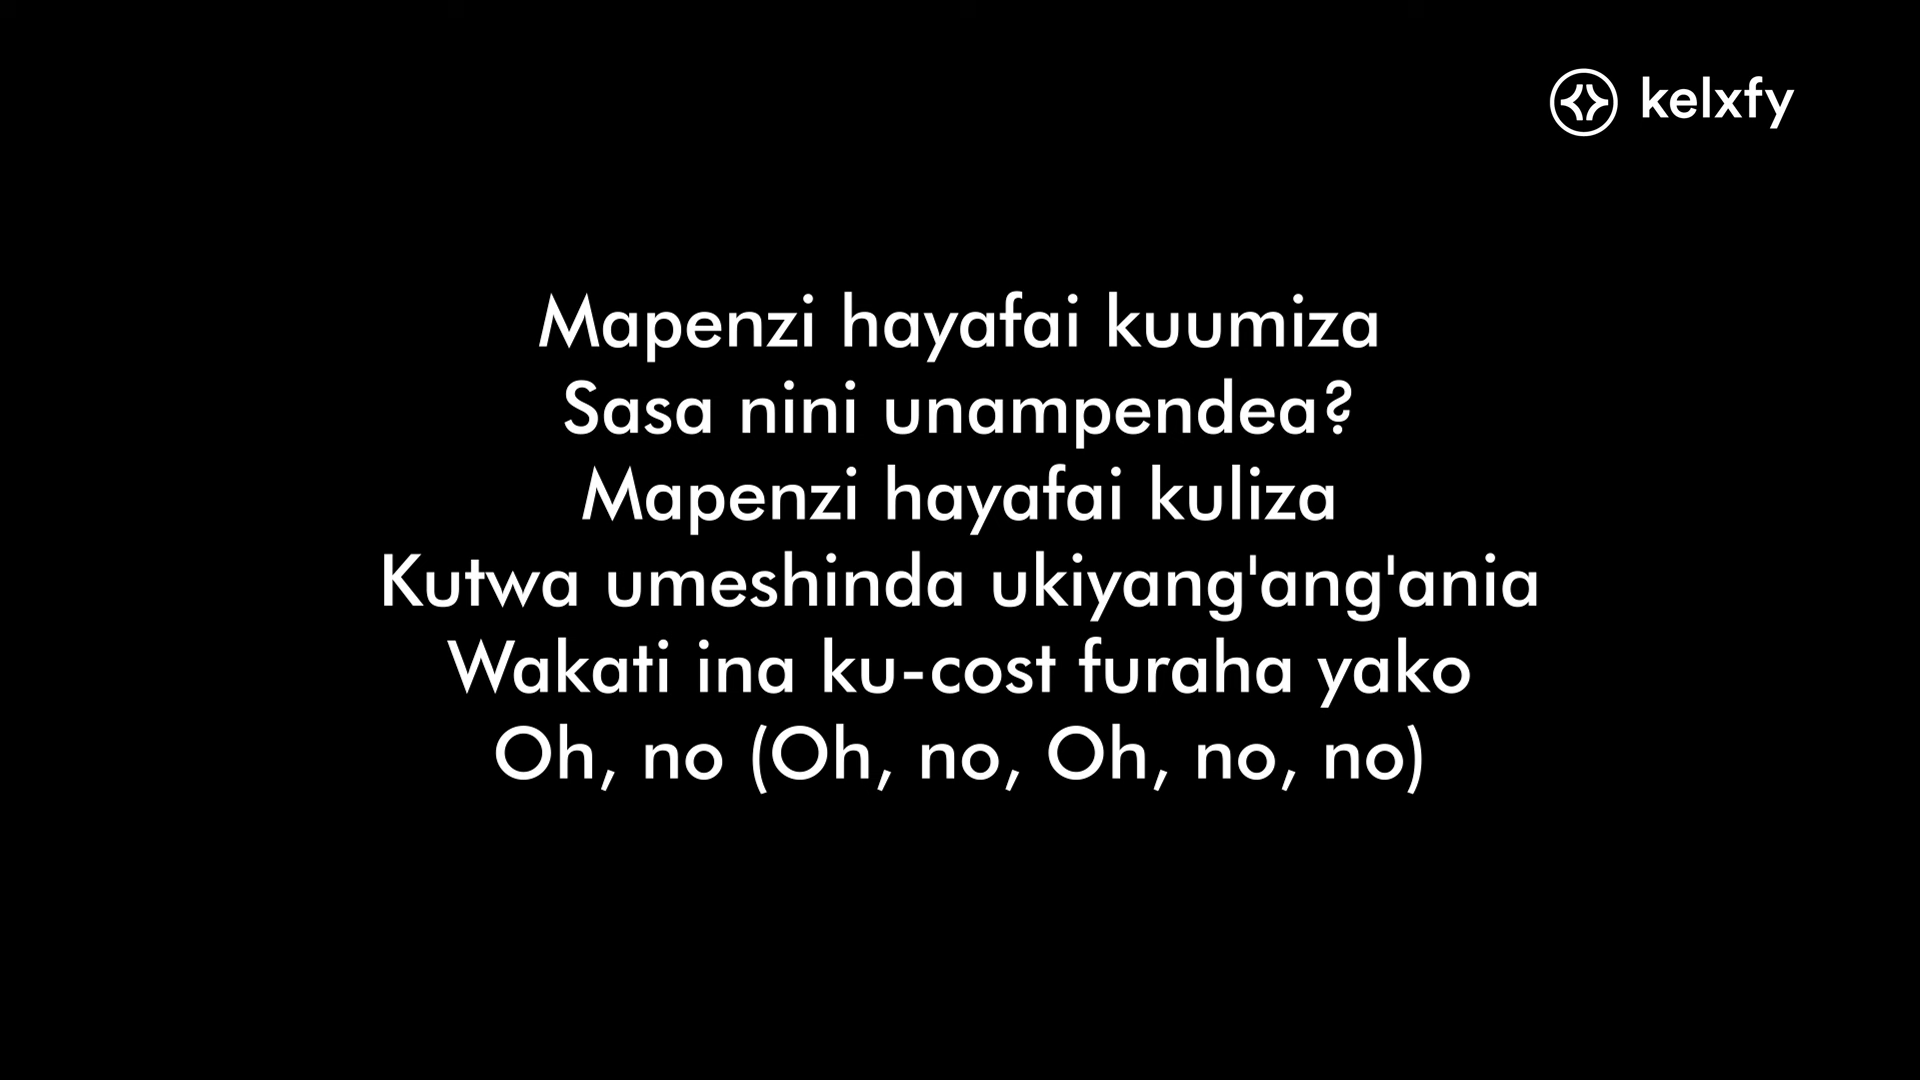 kelxfy
Mapenzi hayafai kuumiza
Sasa nini unampendea?
Mapenzi hayafai kuliza
Kutwa umeshinda ukiyang'ang'ania
Wakati ina ku-cost furaha yako
Oh, no (Oh, no, Oh, no, no)